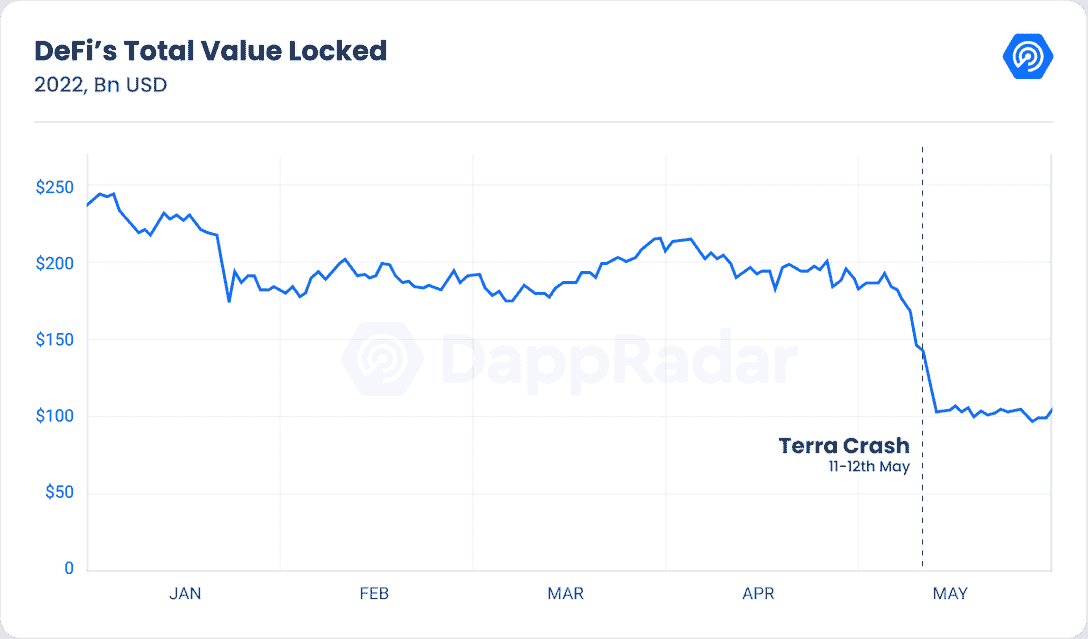 DeFi’s Total Value Locked
2022, Bn USD
$250
$200
$150
$100
$50
0
DappRadar
Terra Crash
11-12th May
JAN FEB MAR APR MAY